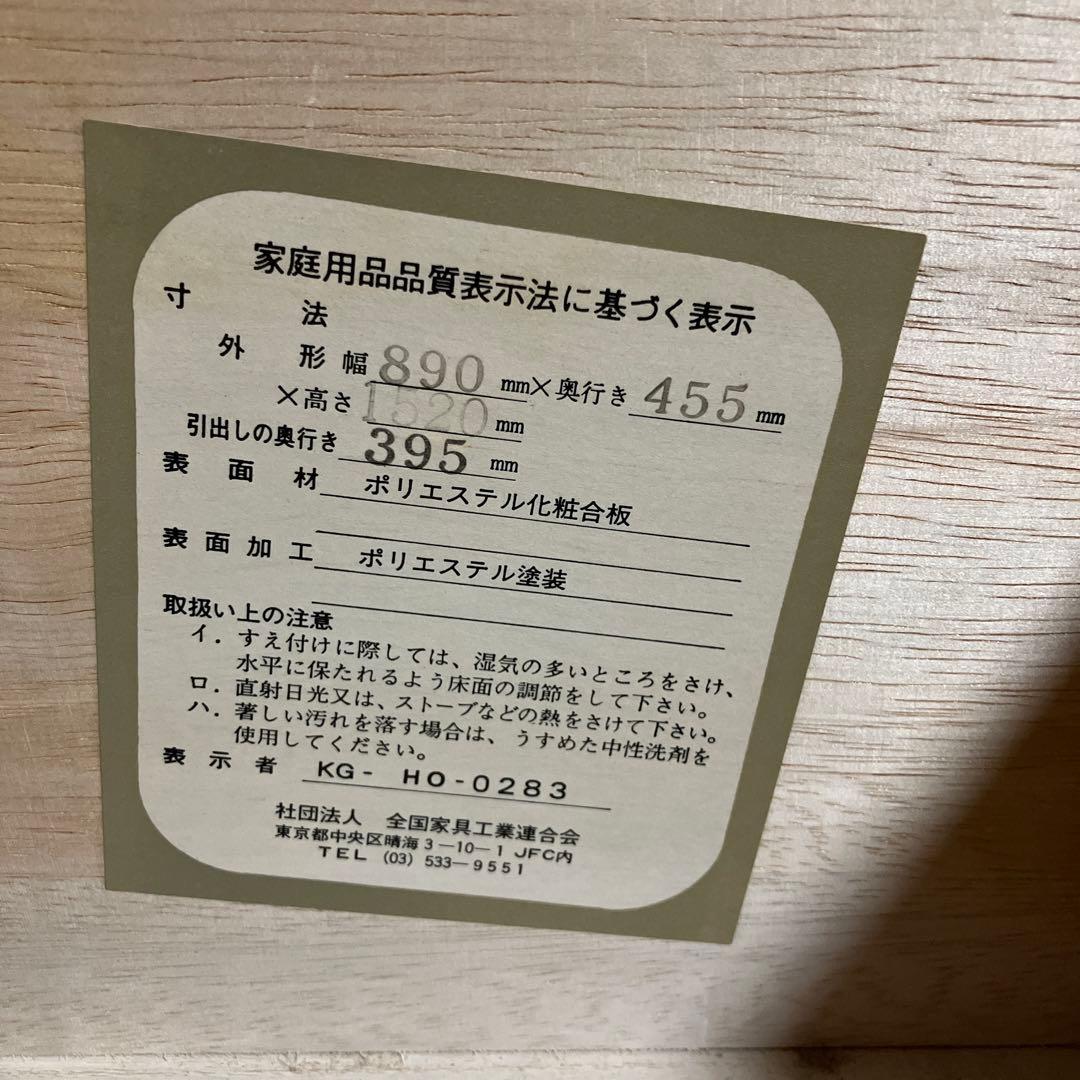 家庭用品品質表示法に基づく表示
寸法
外形幅 890 mm×奥行き 455 mm
×高さ 1520 mm
引出しの奥行き 395 mm
表面材 ポリエステル化粧合板
表面加工 ポリエステル塗装
取扱い上の注意
イ．すえ付けに際しては、湿気の多いところをさけ、
水平に保たれるよう床面の調節をして下さい。
ロ．直射日光又は、ストーブなどの熱をさけて下さい。
ハ．著しい汚れを落す場合は、うすめた中性洗剤を
使用してください。
表示者 KG- HO-0283
社団法人 全国家具工業連合会
東京都中央区晴海3―10―1 JFC内
TEL (03) 533―9551